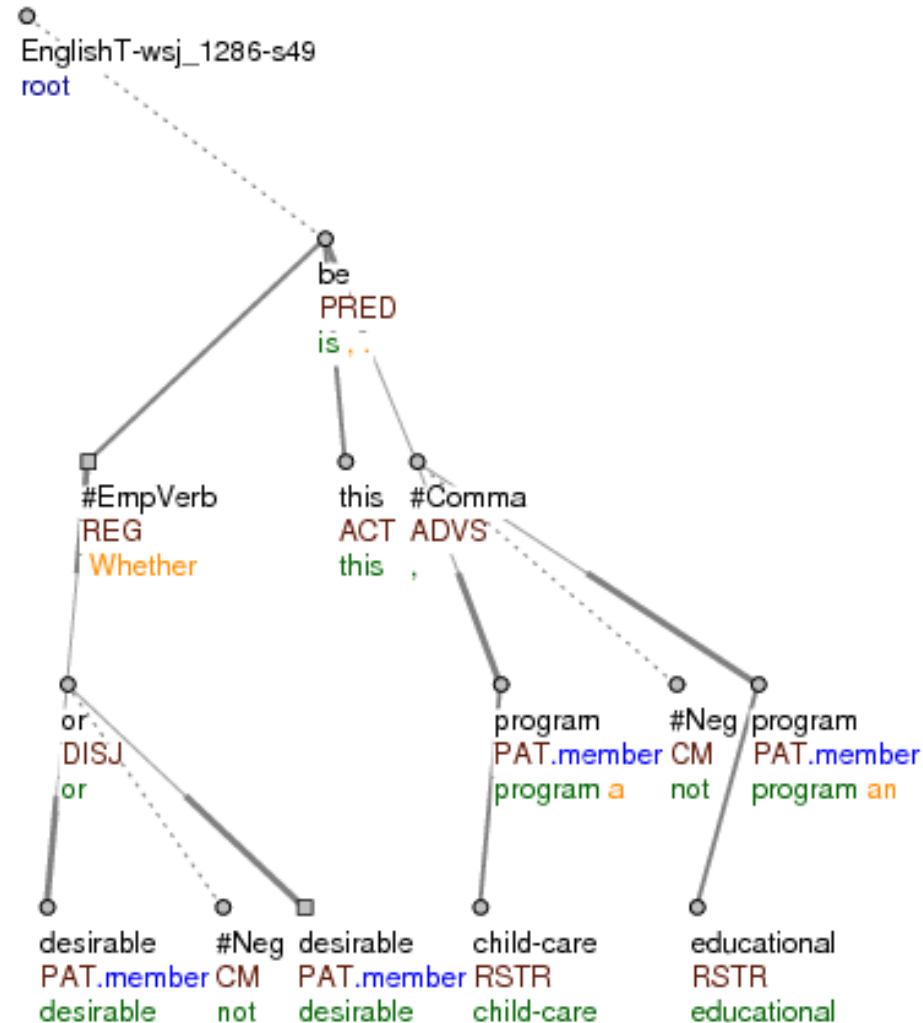 EnglishT-wsj_1286-s49
root
be
PRED
is , .
#EmpVerb this #Comma
REG ACT ADVS
Whether this ,
or program #Neg program
DISJ PAT.member CM PAT.member
or program a not program an
desirable #Neg desirable child-care educational
PAT.member CM PAT.member RSTR RSTR
desirable not desirable child-care educational